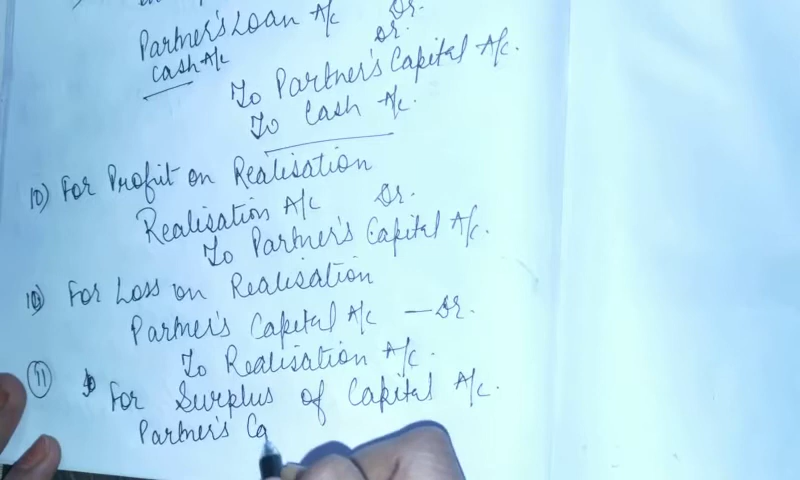 Partner's Loan A/c Dr.
Cash A/c Dr.
To Partner's Capital A/c.
To Cash A/c.
10) For Profit on Realisation
Realisation A/c Dr.
To Partner's Capital A/c.
10) For Loss on Realisation
Partner's Capital A/c — Dr.
To Realisation A/c.
11 For Surplus of Capital A/c.
Partner's Ca